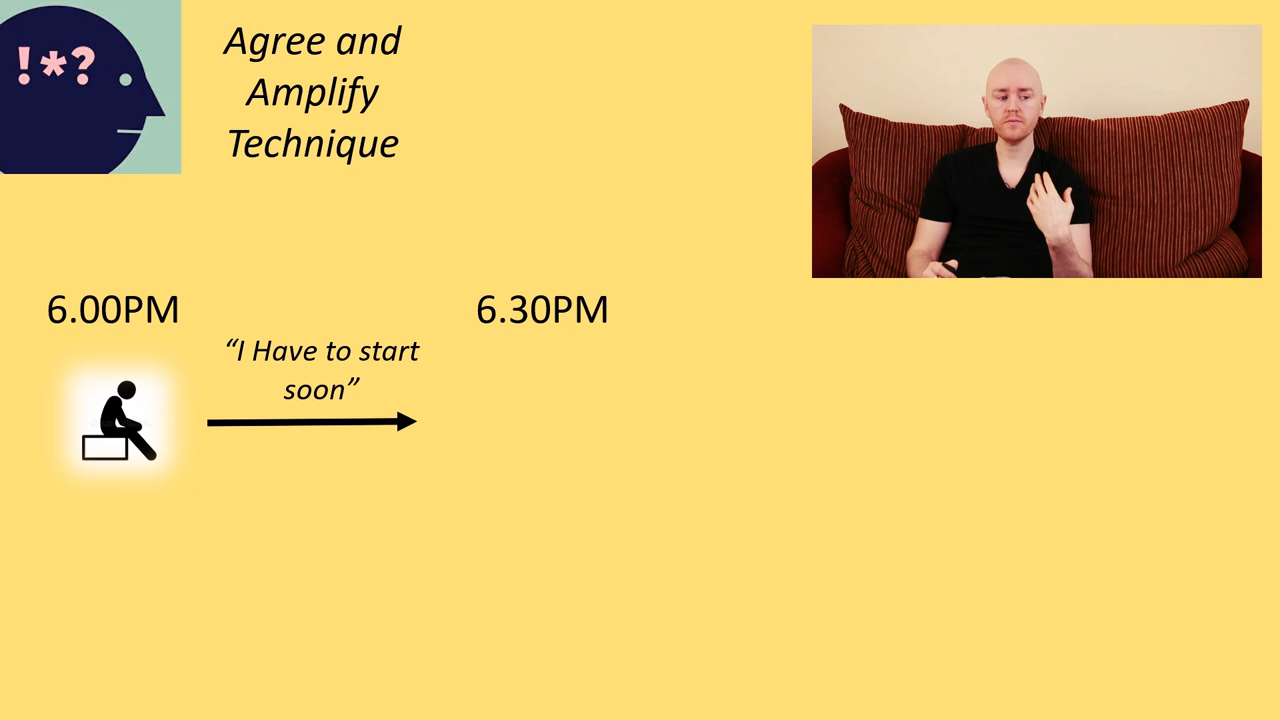 !*?
Agree and
Amplify
Technique
6.00PM
6.30PM
“I Have to start
soon”